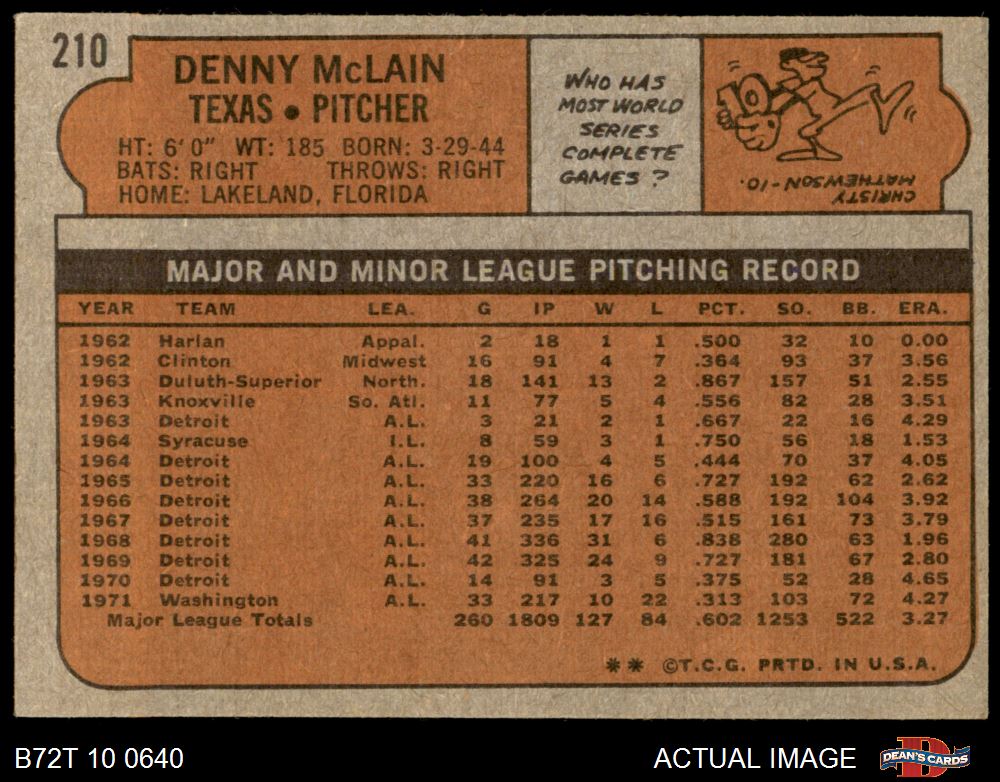 210
DENNY McLAIN
TEXAS • PITCHER
HT: 6'0" WT: 185 BORN: 3-29-44
BATS: RIGHT THROWS: RIGHT
HOME: LAKELAND, FLORIDA
WHO HAS
MOST WORLD
SERIES
COMPLETE
GAMES?
10
CHRISTY
MATHEWSON-10.
MAJOR AND MINOR LEAGUE PITCHING RECORD
YEAR TEAM LEA. G IP W L PCT. SO. BB. ERA.
1962 Harlan Appal. 2 18 1 1 .500 32 10 0.00
1962 Clinton Midwest 16 91 4 7 .364 93 37 3.56
1963 Duluth-Superior North. 18 141 13 2 .867 157 51 2.55
1963 Knoxville So. Atl. 11 77 5 4 .556 82 28 3.51
1963 Detroit A.L. 3 21 2 1 .667 22 16 4.29
1964 Syracuse I.L. 8 59 3 1 .750 56 18 1.53
1964 Detroit A.L. 19 100 4 5 .444 70 37 4.05
1965 Detroit A.L. 33 220 16 6 .727 192 62 2.62
1966 Detroit A.L. 38 264 20 14 .588 192 104 3.92
1967 Detroit A.L. 37 235 17 16 .515 161 73 3.79
1968 Detroit A.L. 41 336 31 6 .838 280 63 1.96
1969 Detroit A.L. 42 325 24 9 .727 181 67 2.80
1970 Detroit A.L. 14 91 3 5 .375 52 28 4.65
1971 Washington A.L. 33 217 10 22 .313 103 72 4.27
Major League Totals 260 1809 127 84 .602 1253 522 3.27
** ©T.C.G. PRTD. IN U.S.A.
B72T 10 0640 ACTUAL IMAGE DEAN'S CARDS